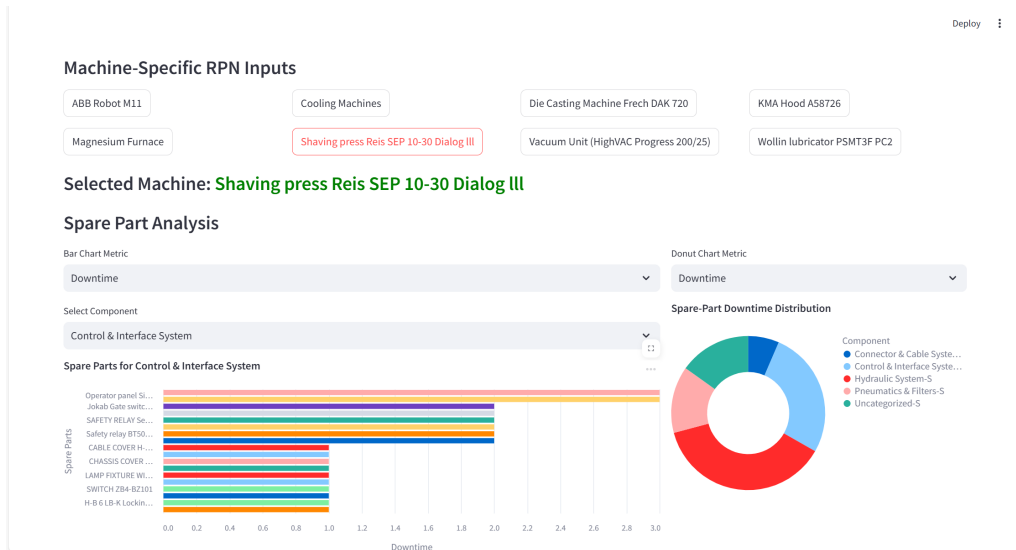 Deploy
Machine-Specific RPN Inputs
ABB Robot M11
Cooling Machines
Die Casting Machine Frech DAK 720
KMA Hood A58726
Magnesium Furnace
Shaving press Reis SEP 10-30 Dialog lll
Vacuum Unit (HighVAC Progress 200/25)
Wollin lubricator PSMT3F PC2
Selected Machine: Shaving press Reis SEP 10-30 Dialog lll
Spare Part Analysis
Bar Chart Metric
Downtime
Select Component
Control & Interface System
Spare Parts for Control & Interface System
Spare Parts
Operator panel Si...
Jokab Gate switc...
SAFETY RELAY Se...
Safety relay BT50...
CABLE COVER H-...
CHASSIS COVER ...
LAMP FIXTURE WI...
SWITCH ZB4-BZ101
H-B 6 LB-K Lockin...
0.0 0.2 0.4 0.6 0.8 1.0 1.2 1.4 1.6 1.8 2.0 2.2 2.4 2.6 2.8 3.0
Downtime
Donut Chart Metric
Downtime
Spare-Part Downtime Distribution
Component
Connector & Cable Syste...
Control & Interface Syste...
Hydraulic System-S
Pneumatics & Filters-S
Uncategorized-S